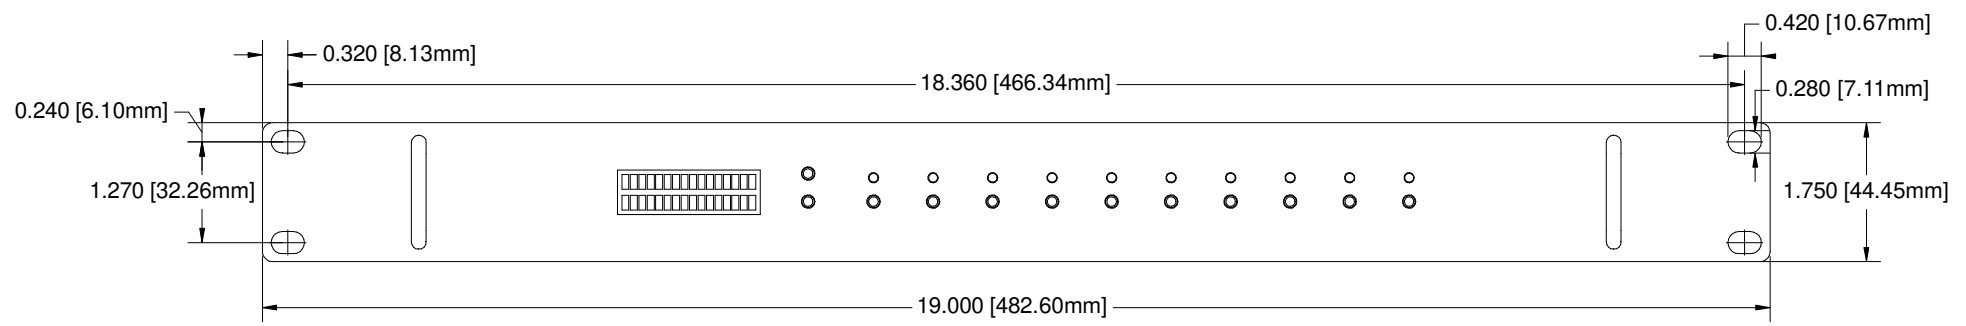 0.420 [10.67mm]
0.320 [8.13mm]
18.360 [466.34mm]
0.280 [7.11mm]
0.240 [6.10mm]
1.270 [32.26mm]
1.750 [44.45mm]
19.000 [482.60mm]